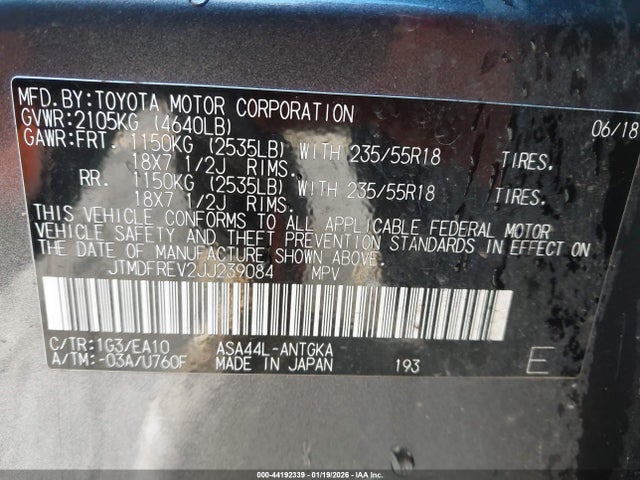 MFD.BY:TOYOTA MOTOR CORPORATION 06/18
GVWR:2105KG (4640LB)
GAWR:FRT. 1150KG (2535LB) WITH 235/55R18 TIRES,
18X7 1/2J RIMS.
RR. 1150KG (2535LB) WITH 235/55R18 TIRES,
18X7 1/2J RIMS.
THIS VEHICLE CONFORMS TO ALL APPLICABLE FEDERAL MOTOR
VEHICLE SAFETY AND THEFT PREVENTION STANDARDS IN EFFECT ON
THE DATE OF MANUFACTURE SHOWN ABOVE.
JTMDFREV2JJ239084 MPV
C/TR:1G3/EA10 ASA44L-ANTGKA
A/TM:-03A/U760F MADE IN JAPAN 193 E
000-44192339 | 01/19/2026 - IAA Inc.